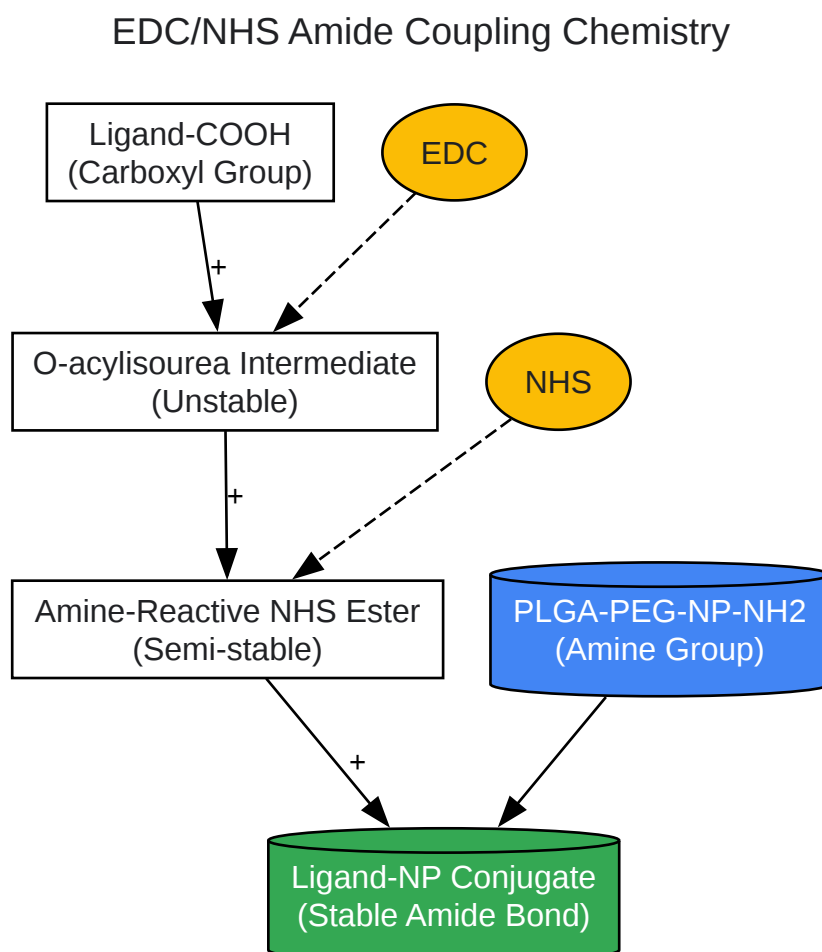 EDC/NHS Amide Coupling Chemistry
Ligand-COOH
(Carboxyl Group)
EDC
+
O-acylisourea Intermediate
(Unstable)
NHS
+
Amine-Reactive NHS Ester
(Semi-stable)
PLGA-PEG-NP-NH2
(Amine Group)
+
Ligand-NP Conjugate
(Stable Amide Bond)